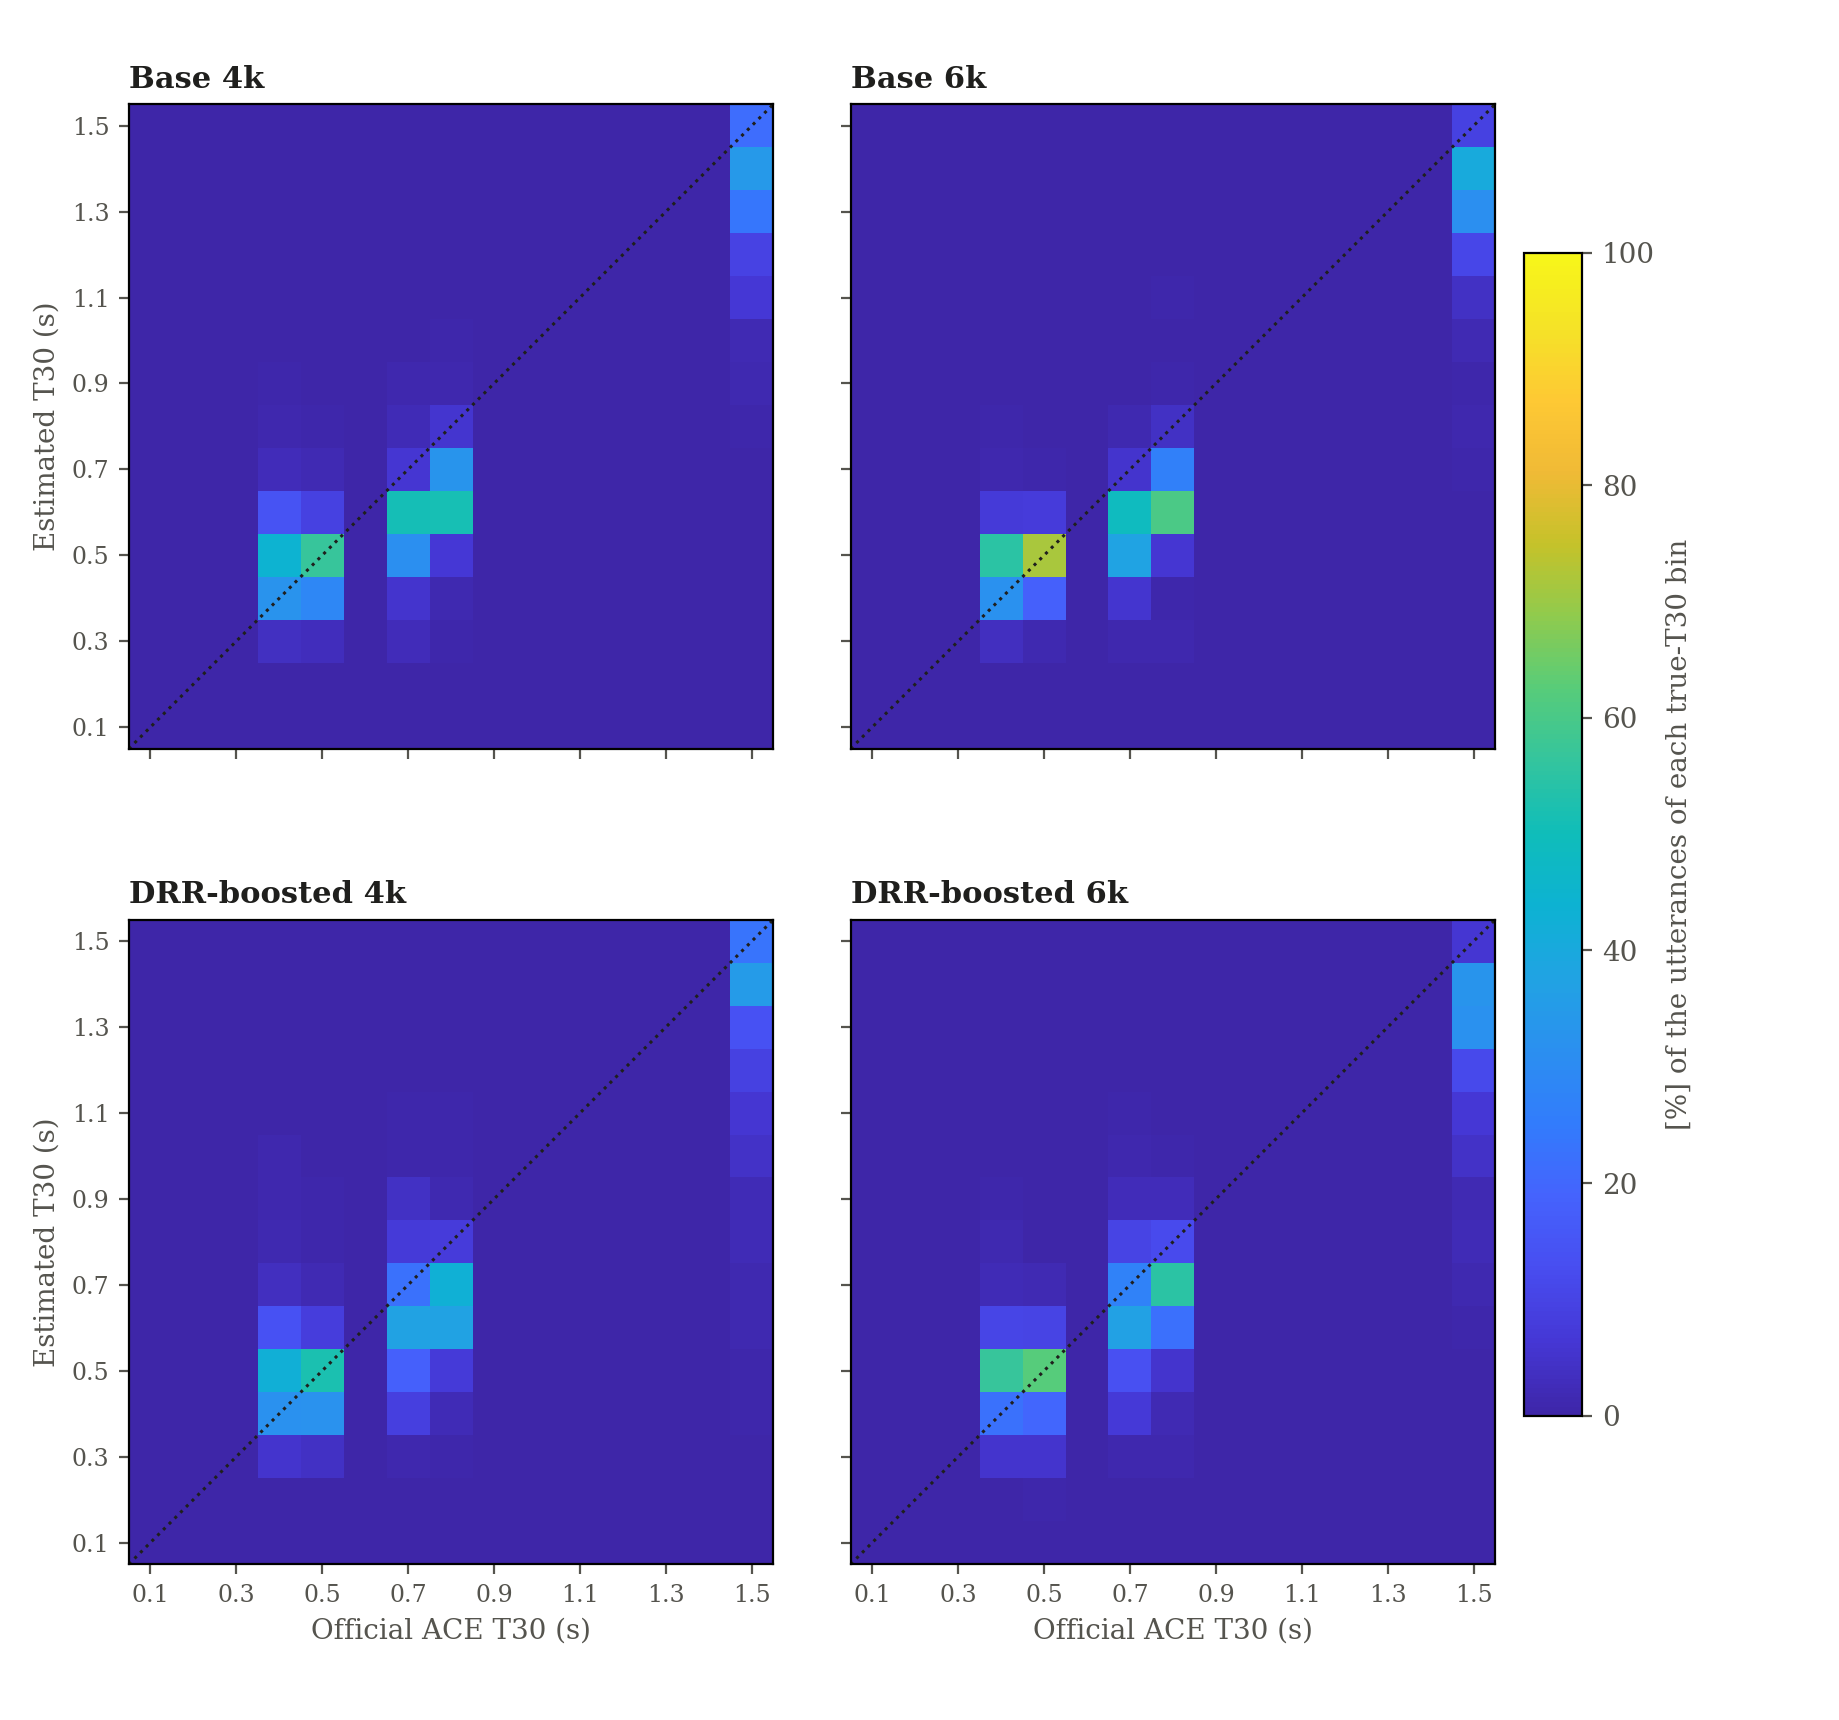 Base 4k
Base 6k
1.5
1.3
1.1
0.9
0.7
0.5
0.3
0.1
Estimated T30 (s)
DRR-boosted 4k
DRR-boosted 6k
1.5
1.3
1.1
0.9
0.7
0.5
0.3
0.1
Estimated T30 (s)
0.1 0.3 0.5 0.7 0.9 1.1 1.3 1.5
Official ACE T30 (s)
0.1 0.3 0.5 0.7 0.9 1.1 1.3 1.5
Official ACE T30 (s)
100
80
60
40
20
0
[%] of the utterances of each true-T30 bin